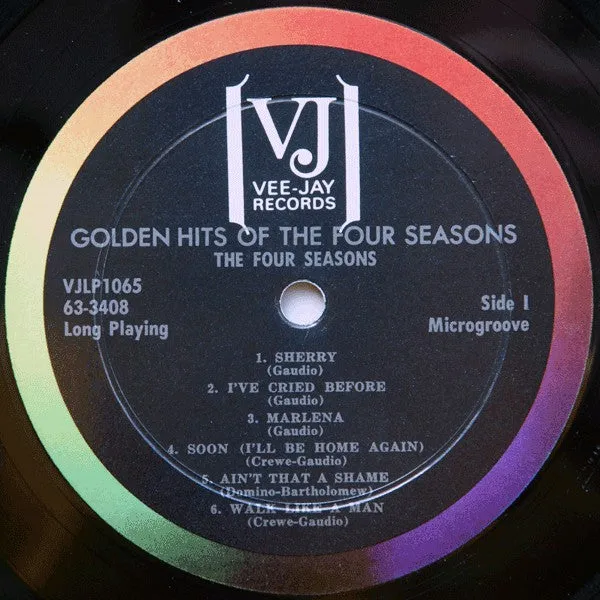 VJ
VEE-JAY
RECORDS
GOLDEN HITS OF THE FOUR SEASONS
THE FOUR SEASONS
VJLP1065
63-3408
Long Playing
Side I
Microgroove
1. SHERRY
(Gaudio)
2. I'VE CRIED BEFORE
(Gaudio)
3. MARLENA
(Gaudio)
4. SOON (I'LL BE HOME AGAIN)
(Crewe-Gaudio)
5. AIN'T THAT A SHAME
(Domino-Bartholomew)
6. WALK LIKE A MAN
(Crewe-Gaudio)